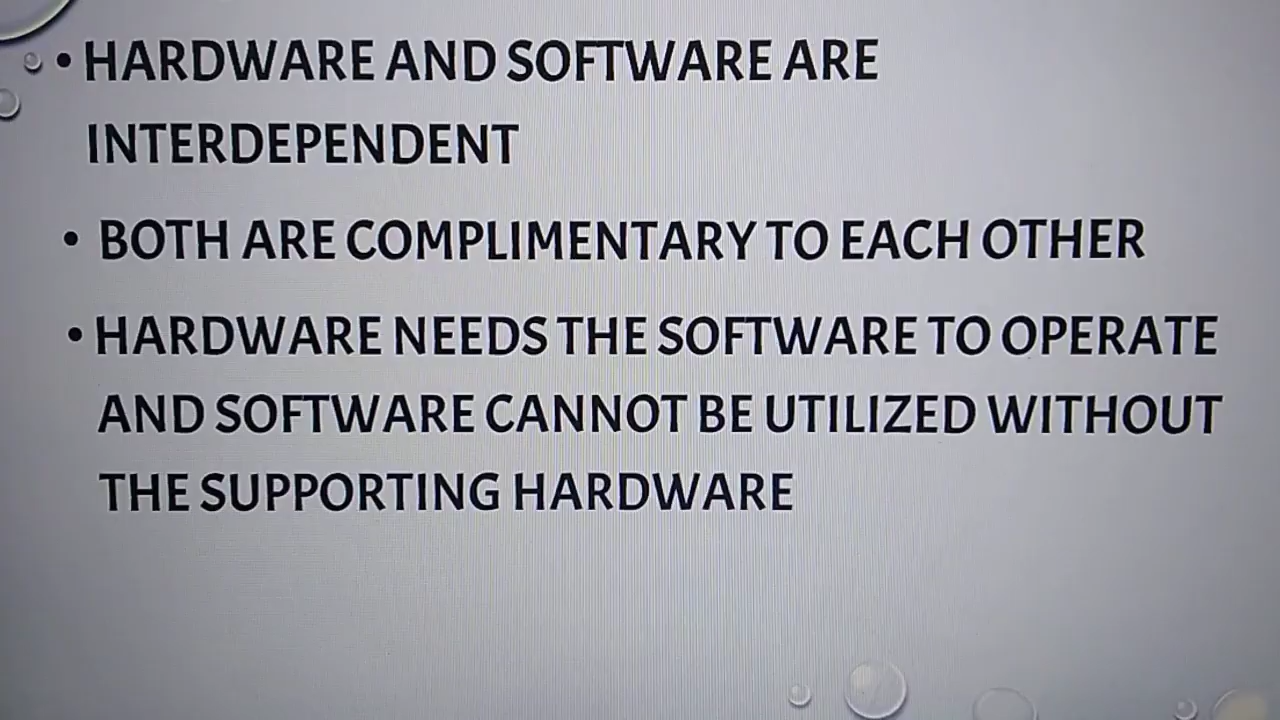 • HARDWARE AND SOFTWARE ARE
INTERDEPENDENT
• BOTH ARE COMPLIMENTARY TO EACH OTHER
• HARDWARE NEEDS THE SOFTWARE TO OPERATE
AND SOFTWARE CANNOT BE UTILIZED WITHOUT
THE SUPPORTING HARDWARE